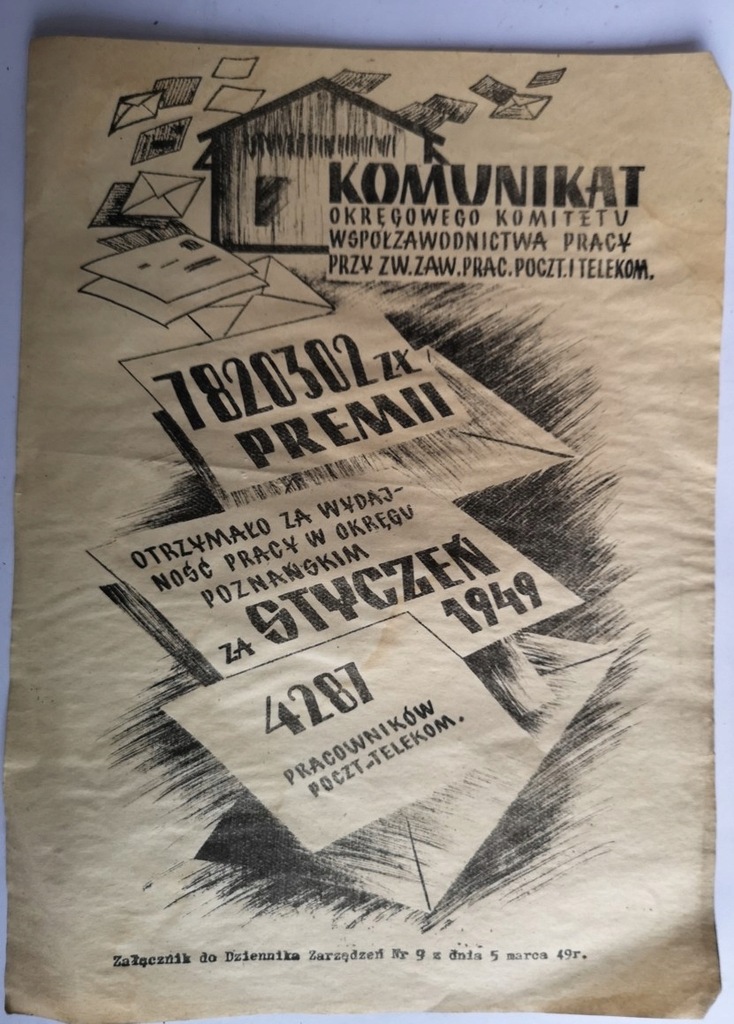 KOMUNIKAT
OKRĘGOWEGO KOMITETU
WSPÓŁZAWODNICTWA PRACY
PRZY ZW. ZAW. PRAC. POCZT. I TELEKOM.
7820302 ZŁ
PREMII
OTRZYMAŁO ZA WYDAJ-
NOŚĆ PRACY W OKRĘGU
POZNAŃSKIM
ZA STYCZEŃ
1949
4287
PRACOWNIKÓW
POCZT.-TELEKOM.
Załącznik do Dziennika Zarządzeń Nr 9 z dnia 5 marca 49r.